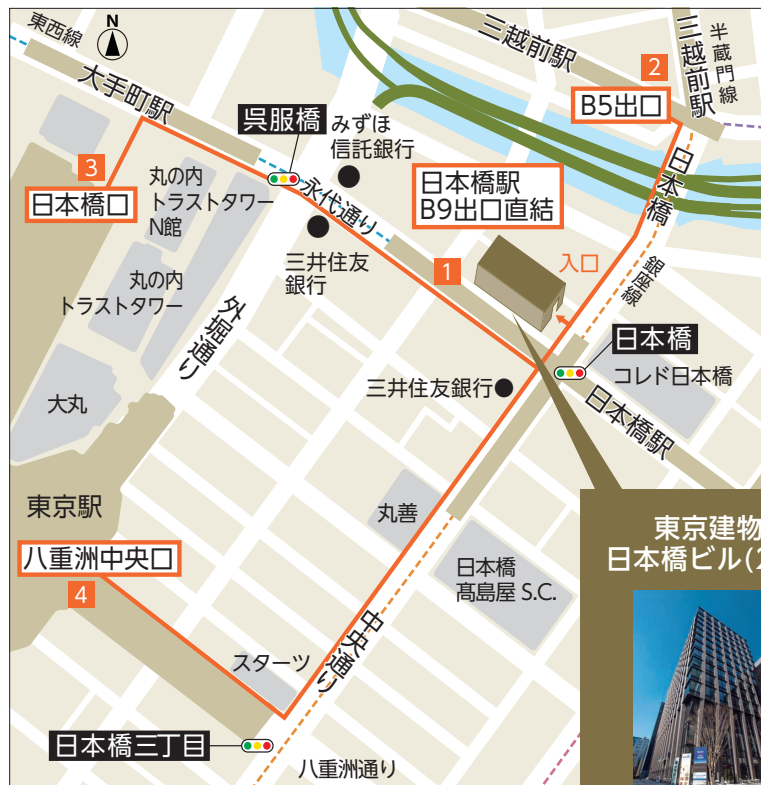 東西線
N
大手町駅
呉服橋
みずほ
信託銀行
三越前駅
2
B5出口
三越前駅
半蔵門線
日本橋
3
日本橋口
丸の内
トラストタワー
N館
永代通り
日本橋駅
B9出口直結
丸の内
トラストタワー
三井住友
銀行
1
入口
銀座線
外堀通り
日本橋
コレド日本橋
大丸
三井住友銀行
日本橋駅
東京駅
丸善
八重洲中央口
4
日本橋
髙島屋 S.C.
東京建物
日本橋ビル(
スターツ
中央通り
日本橋三丁目
八重洲通り